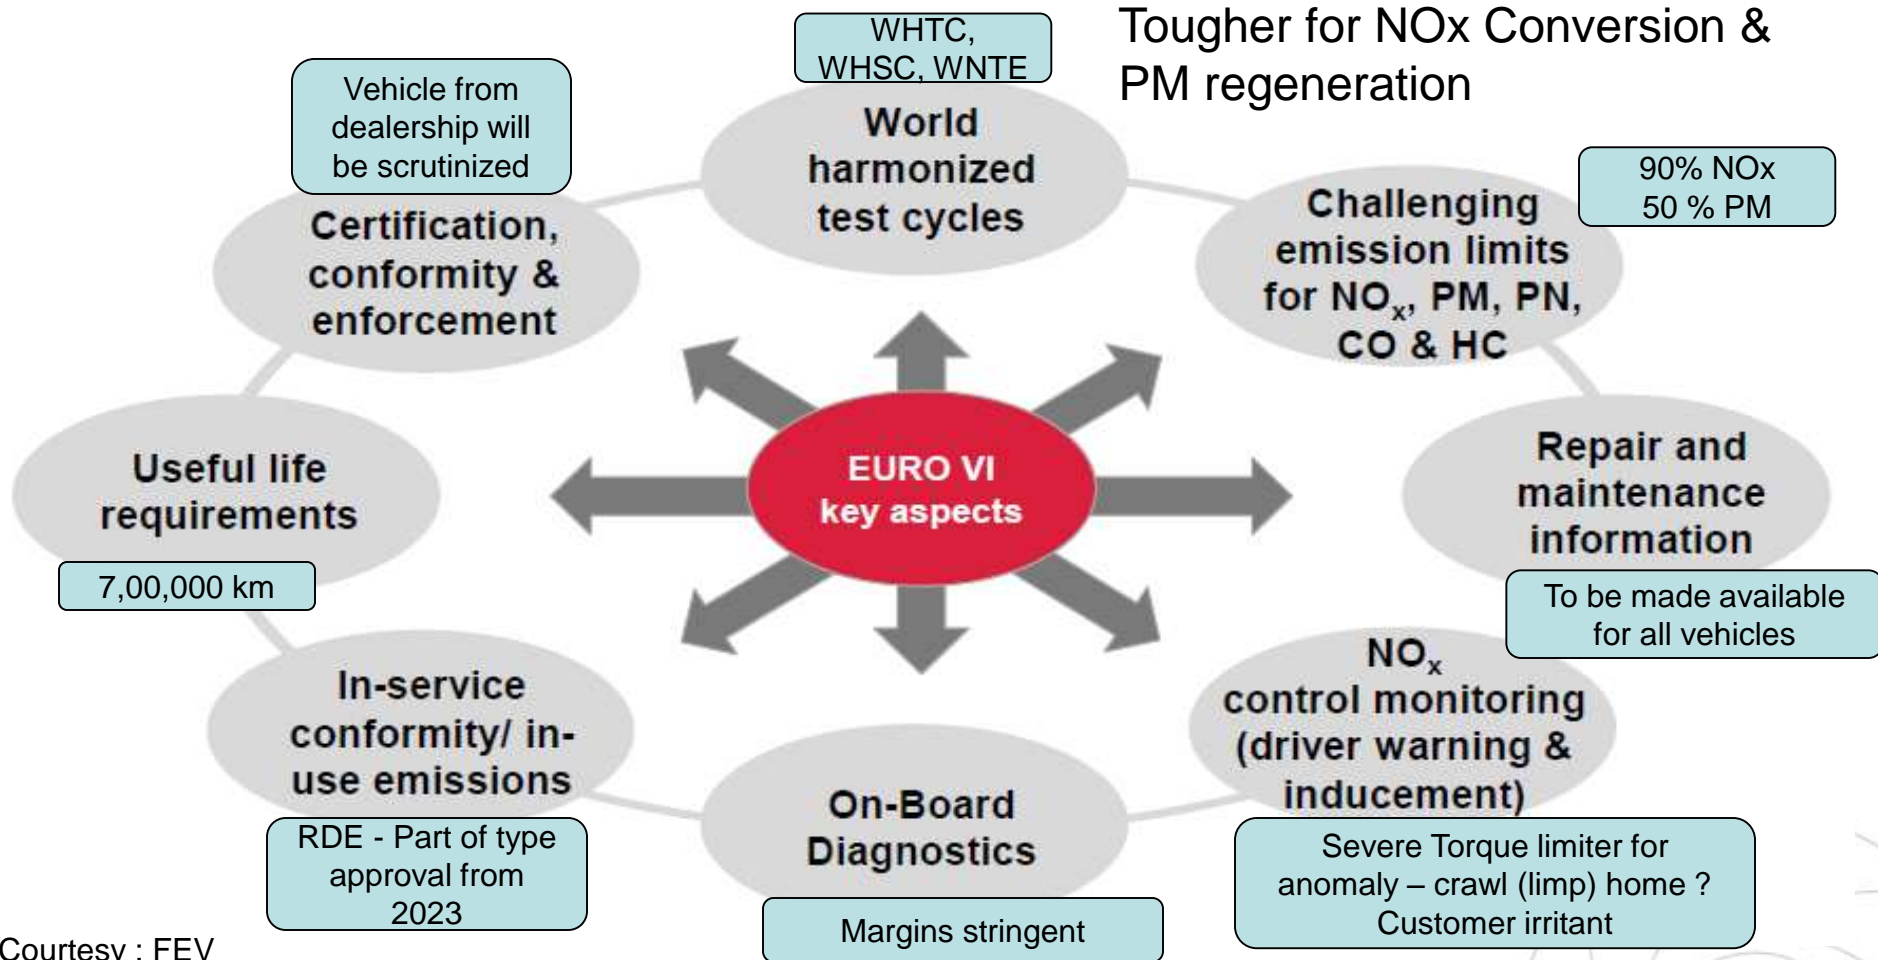 Tougher for NOx Conversion &
PM regeneration
WHTC,
WHSC, WNTE
World
harmonized
test cycles
Vehicle from
dealership will
be scrutinized
Certification,
conformity &
enforcement
90% NOx
50 % PM
Challenging
emission limits
for NOx, PM, PN,
CO & HC
Useful life
requirements
7,00,000 km
EURO VI
key aspects
Repair and
maintenance
information
To be made available
for all vehicles
In-service
conformity/ in-
use emissions
RDE - Part of type
approval from
2023
On-Board
Diagnostics
Margins stringent
NOx
control monitoring
(driver warning &
inducement)
Severe Torque limiter for
anomaly – crawl (limp) home ?
Customer irritant
Courtesy : FEV